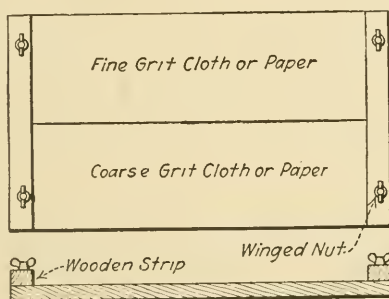 Fine Grit Cloth or Paper
Coarse Grit Cloth or Paper
Winged Nut
Wooden Strip